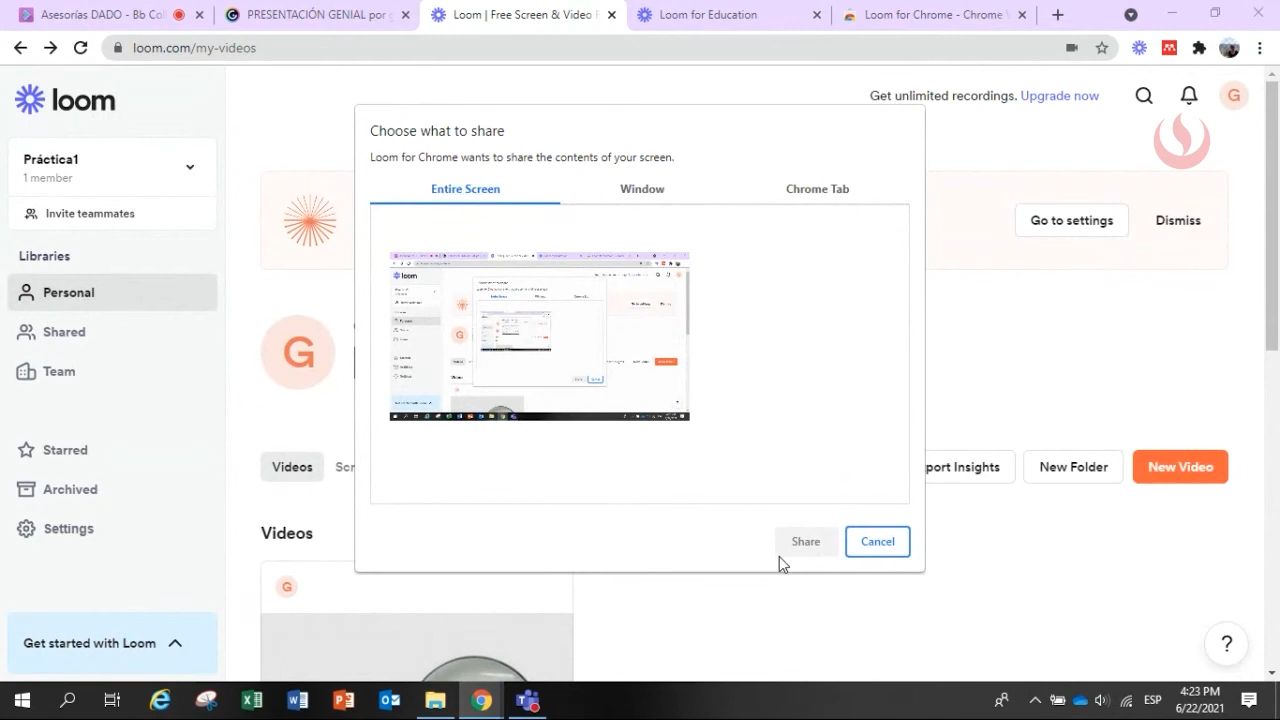 Asesorías DADO - Bb Col
PRESENTACIÓN GENIAL por g
Loom | Free Screen & Video F
Loom for Education
Loom for Chrome - Chrome
loom.com/my-videos
loom
Get unlimited recordings. Upgrade now
G
Práctica1
1 member
Invite teammates
Libraries
Personal
Shared
Team
Starred
Archived
Settings
Get started with Loom
Choose what to share
Loom for Chrome wants to share the contents of your screen.
Entire Screen
Window
Chrome Tab
Share
Cancel
Go to settings
Dismiss
G
Videos
Scr
port Insights
New Folder
New Video
Videos
G
?
ESP
4:23 PM
6/22/2021